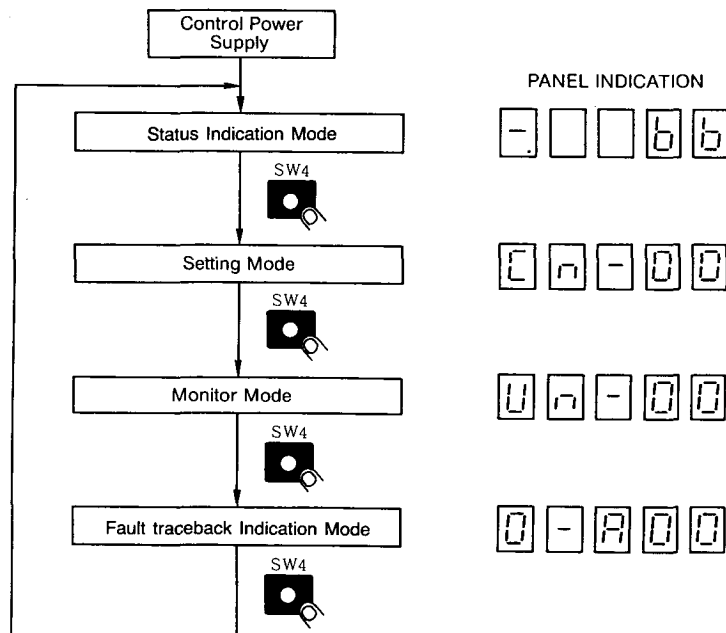 Control Power
Supply
PANEL INDICATION
Status Indication Mode
-. bb
SW4
Setting Mode
Cn-00
SW4
Monitor Mode
Un-00
SW4
Fault traceback Indication Mode
0-A00
SW4